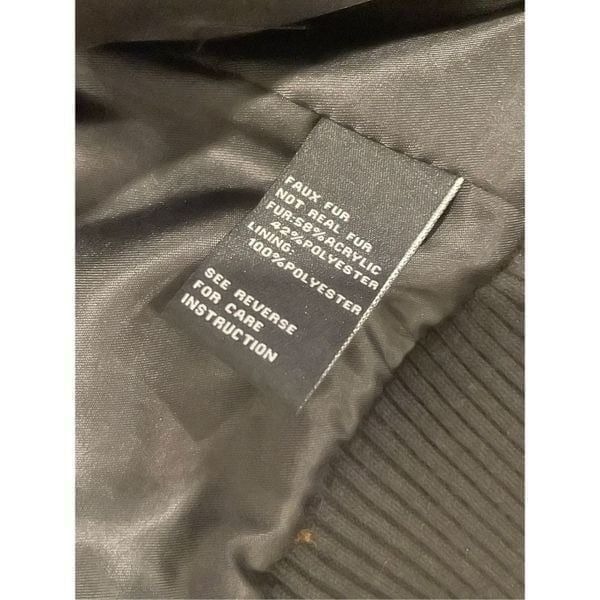 FAUX FUR
NOT REAL FUR
FUR:58%ACRYLIC
42%POLYESTER
LINING:
100%POLYESTER
SEE REVERSE
FOR CARE
INSTRUCTION